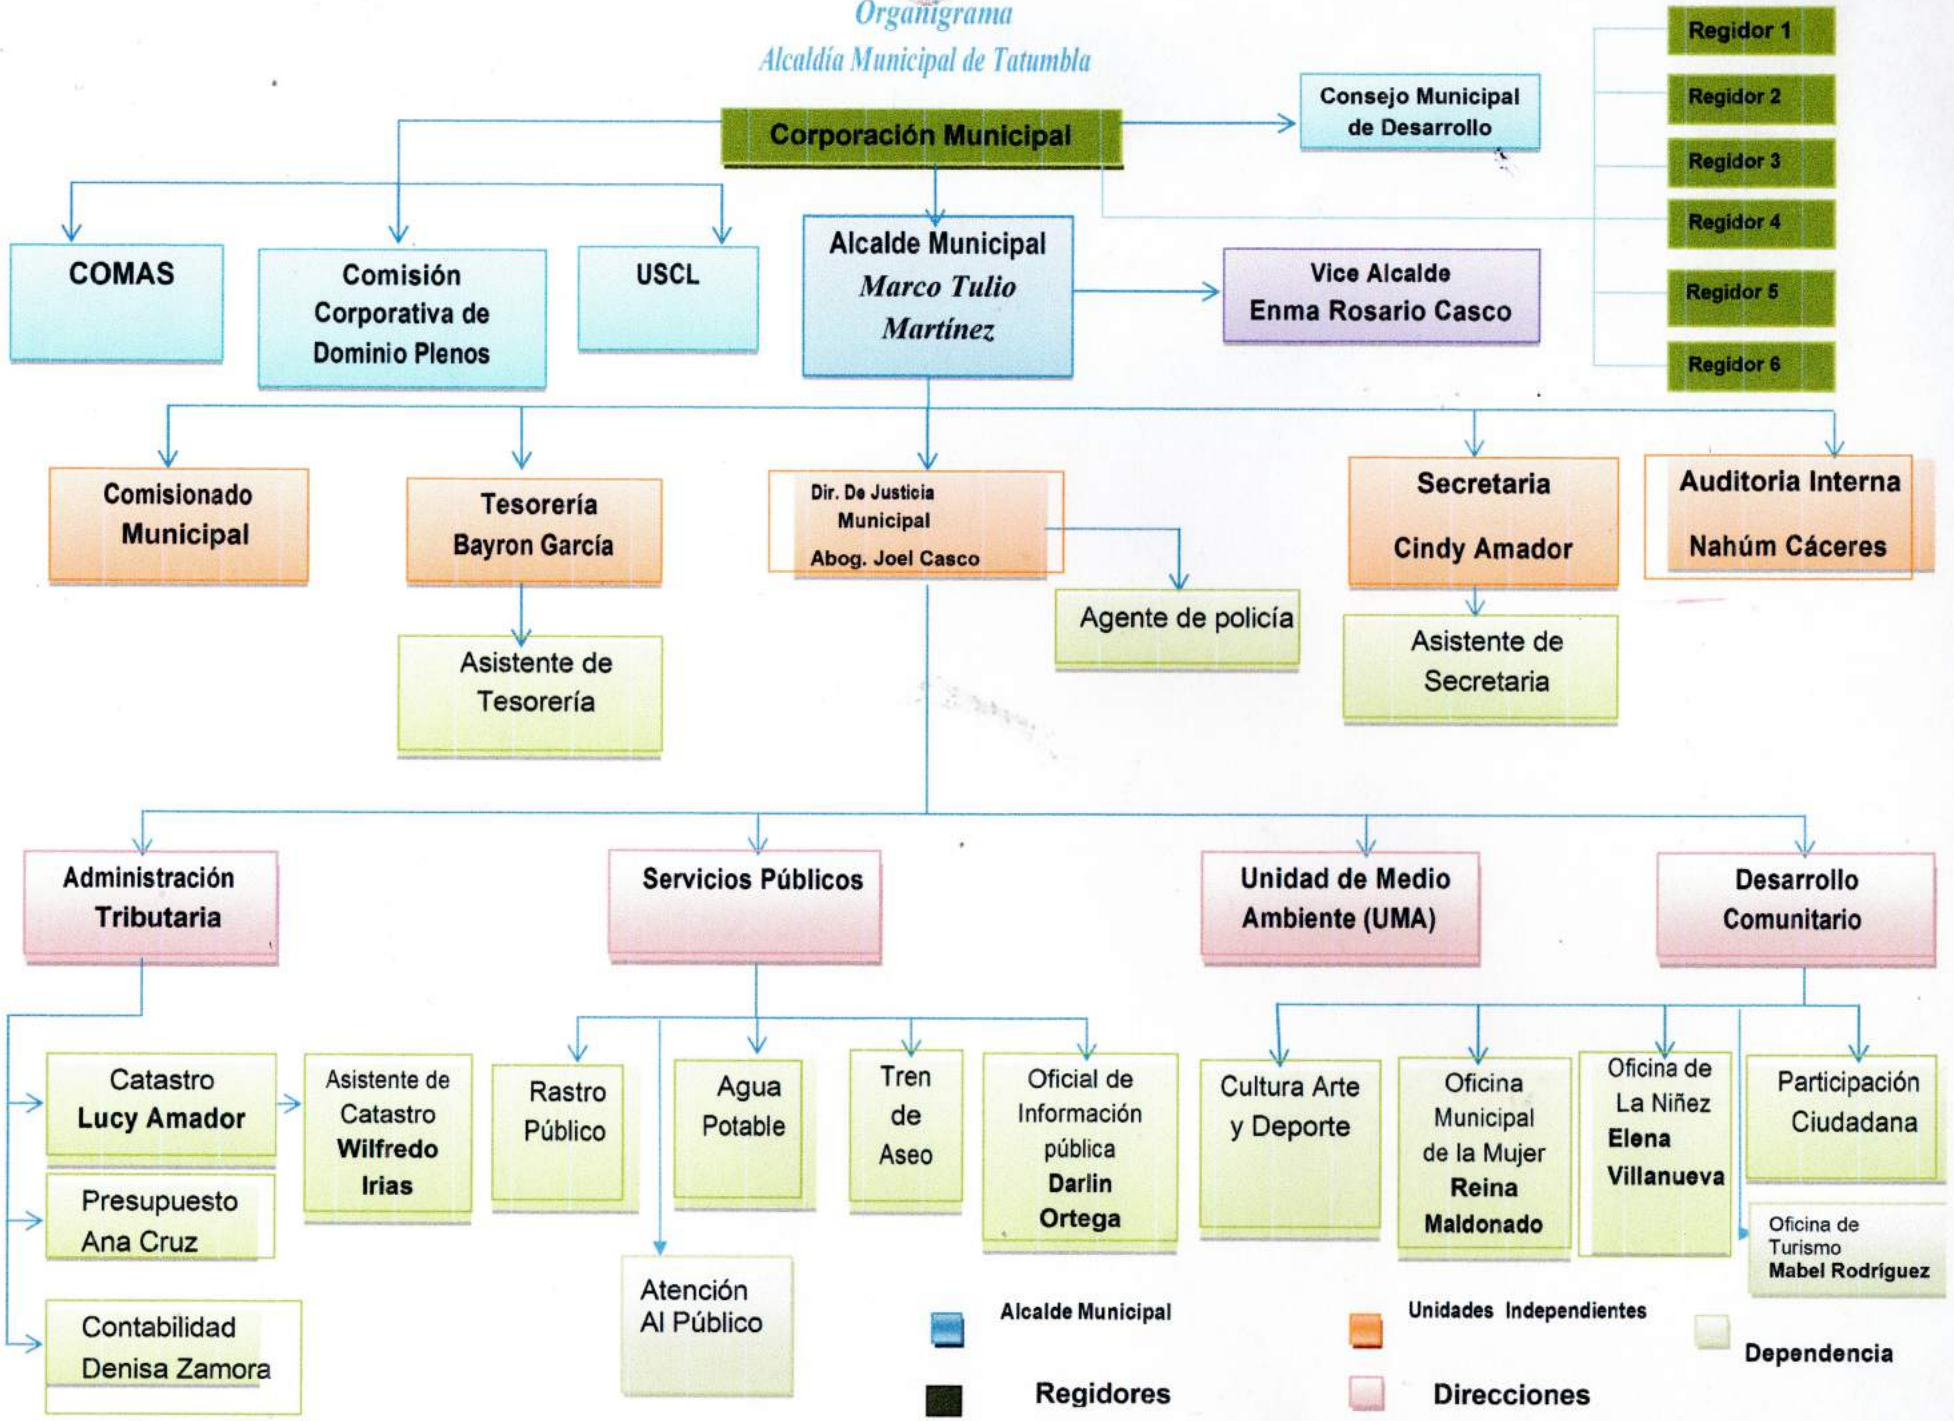 Organigrama
Alcaldía Municipal de Tatumbla
Corporación Municipal
Consejo Municipal
de Desarrollo
Regidor 1
Regidor 2
Regidor 3
Regidor 4
Regidor 5
Regidor 6
COMAS
Comisión
Corporativa de
Dominio Plenos
USCL
Alcalde Municipal
Marco Tulio
Martínez
Vice Alcalde
Enma Rosario Casco
Comisionado
Municipal
Tesorería
Bayron García
Dir. De Justicia
Municipal
Abog. Joel Casco
Secretaria
Cindy Amador
Auditoria Interna
Nahúm Cáceres
Asistente de
Tesorería
Agente de policía
Asistente de
Secretaria
Administración
Tributaria
Servicios Públicos
Unidad de Medio
Ambiente (UMA)
Desarrollo
Comunitario
Catastro
Lucy Amador
Asistente de
Catastro
Wilfredo
Irias
Presupuesto
Ana Cruz
Contabilidad
Denisa Zamora
Rastro
Público
Agua
Potable
Tren
de
Aseo
Oficial de
Información
pública
Darlin
Ortega
Atención
Al Público
Cultura Arte
y Deporte
Oficina
Municipal
de la Mujer
Reina
Maldonado
Oficina de
La Niñez
Elena
Villanueva
Participación
Ciudadana
Oficina de
Turismo
Mabel Rodríguez
Alcalde Municipal
Unidades Independientes
Dependencia
Regidores
Direcciones